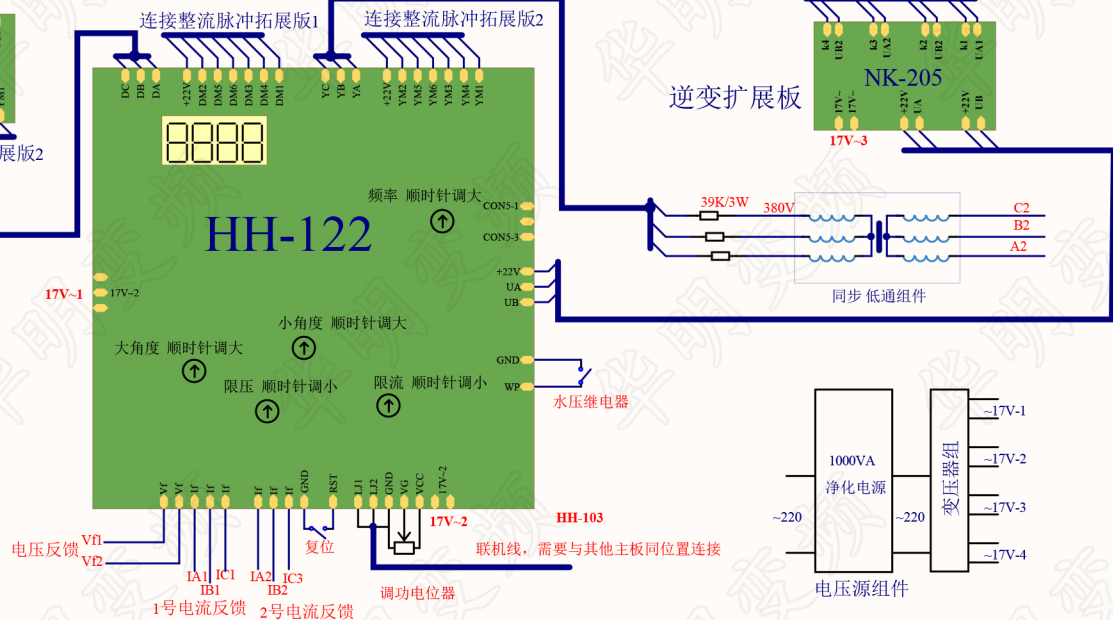 连接整流脉冲拓展版1
连接整流脉冲拓展版2
DC
DB
DA
+22V
DM2
DM5
DM6
DM3
DM4
DM1
YC
YB
YA
+22V
YM2
YM5
YM6
YM3
YM4
YM1
k4
UB2
k3
UA2
k2
UB2
k1
UA1
NK-205
逆变扩展板
17V~
17V~
+22V
UA
+22V
UB
17V~3
YM1
展版2
频率 顺时针调大
CON5-1
CON5-3
HH-122
39K/3W
380V
C2
B2
A2
同步 低通组件
+22V
UA
UB
17V~1
17V~2
小角度 顺时针调大
大角度 顺时针调大
限压 顺时针调小
限流 顺时针调小
GND
WP
水压继电器
Vf
Vf
If
If
If
If
If
If
GND
RST
LJ1
LJ2
GND
VG
VCC
17V~2
17V~2
HH-103
联机线，需要与其他主板同位置连接
电压反馈
Vf1
Vf2
IA1
IB1
IC1
1号电流反馈
IA2
IB2
IC3
2号电流反馈
复位
调功电位器
~220
1000VA
净化电源
~220
变压器组
~17V-1
~17V-2
~17V-3
~17V-4
电压源组件
华明变频